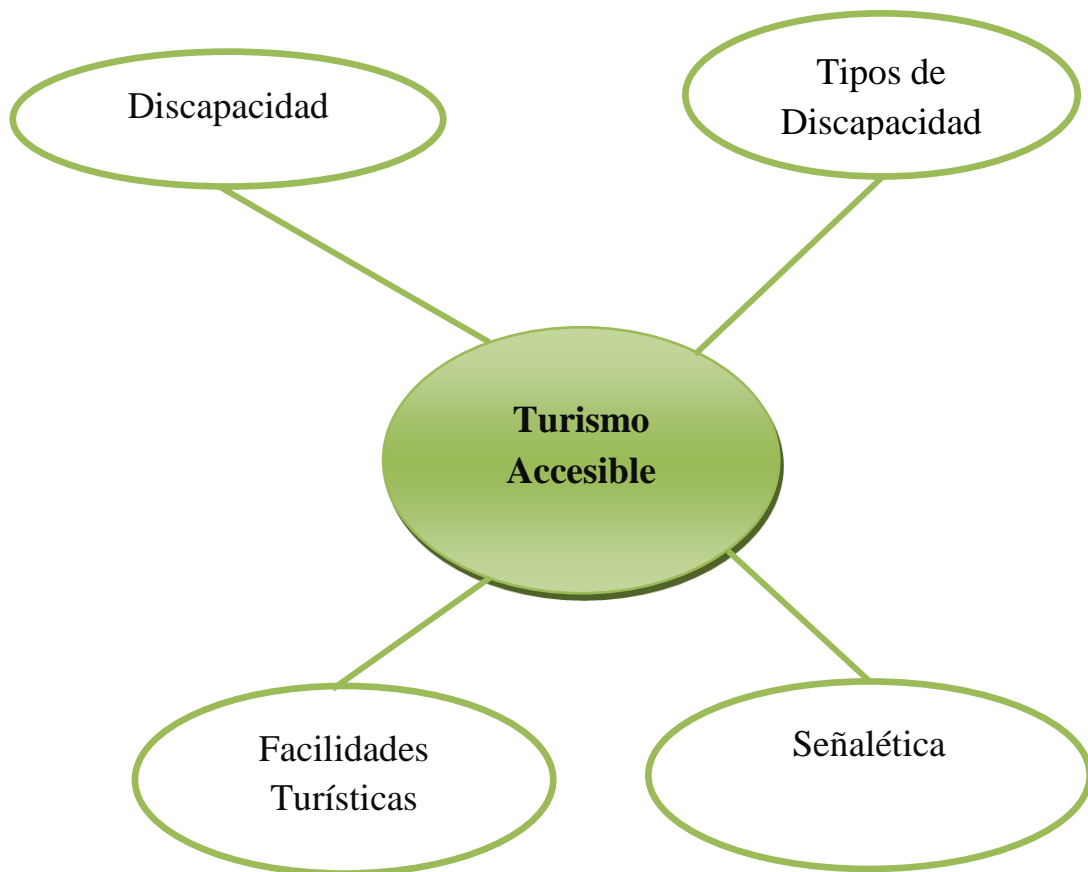 Discapacidad
Tipos de
Discapacidad
Turismo
Accesible
Facilidades
Turísticas
Señalética